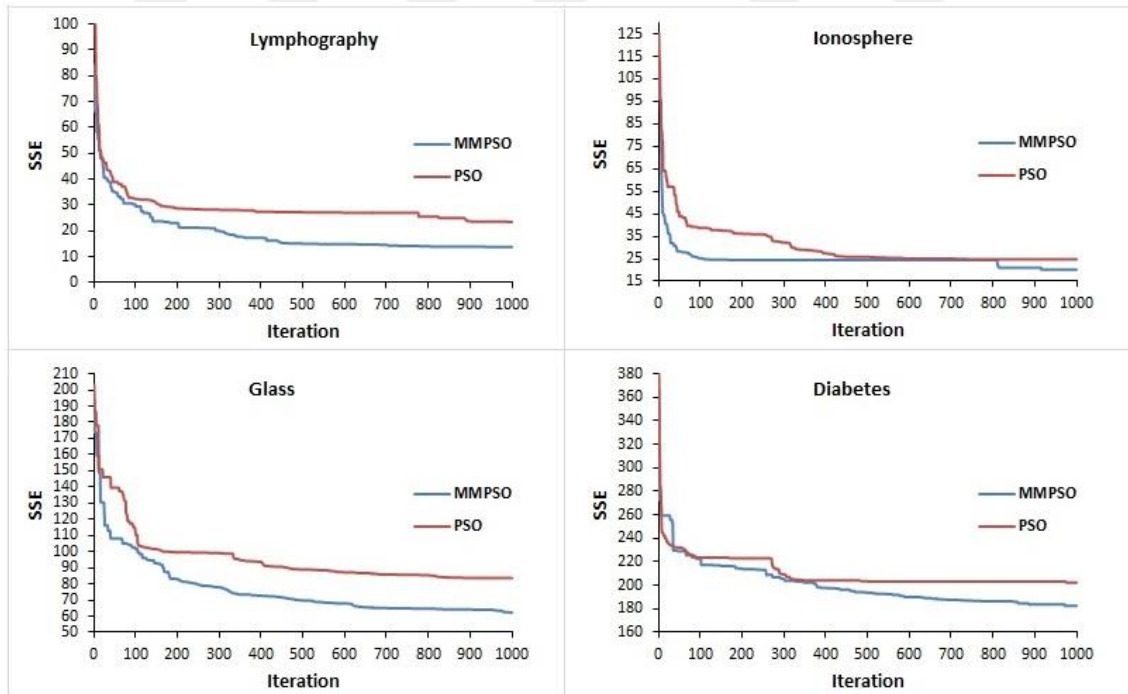 Lymphography
SSE
100
90
80
70
60
50
40
30
20
10
0
MMPSO
PSO
0 100 200 300 400 500 600 700 800 900 1000
Iteration
Ionosphere
SSE
125
115
105
95
85
75
65
55
45
35
25
15
MMPSO
PSO
0 100 200 300 400 500 600 700 800 900 1000
Iteration
Glass
SSE
210
200
190
180
170
160
150
140
130
120
110
100
90
80
70
60
50
MMPSO
PSO
0 100 200 300 400 500 600 700 800 900 1000
Iteration
Diabetes
SSE
380
360
340
320
300
280
260
240
220
200
180
160
MMPSO
PSO
0 100 200 300 400 500 600 700 800 900 1000
Iteration